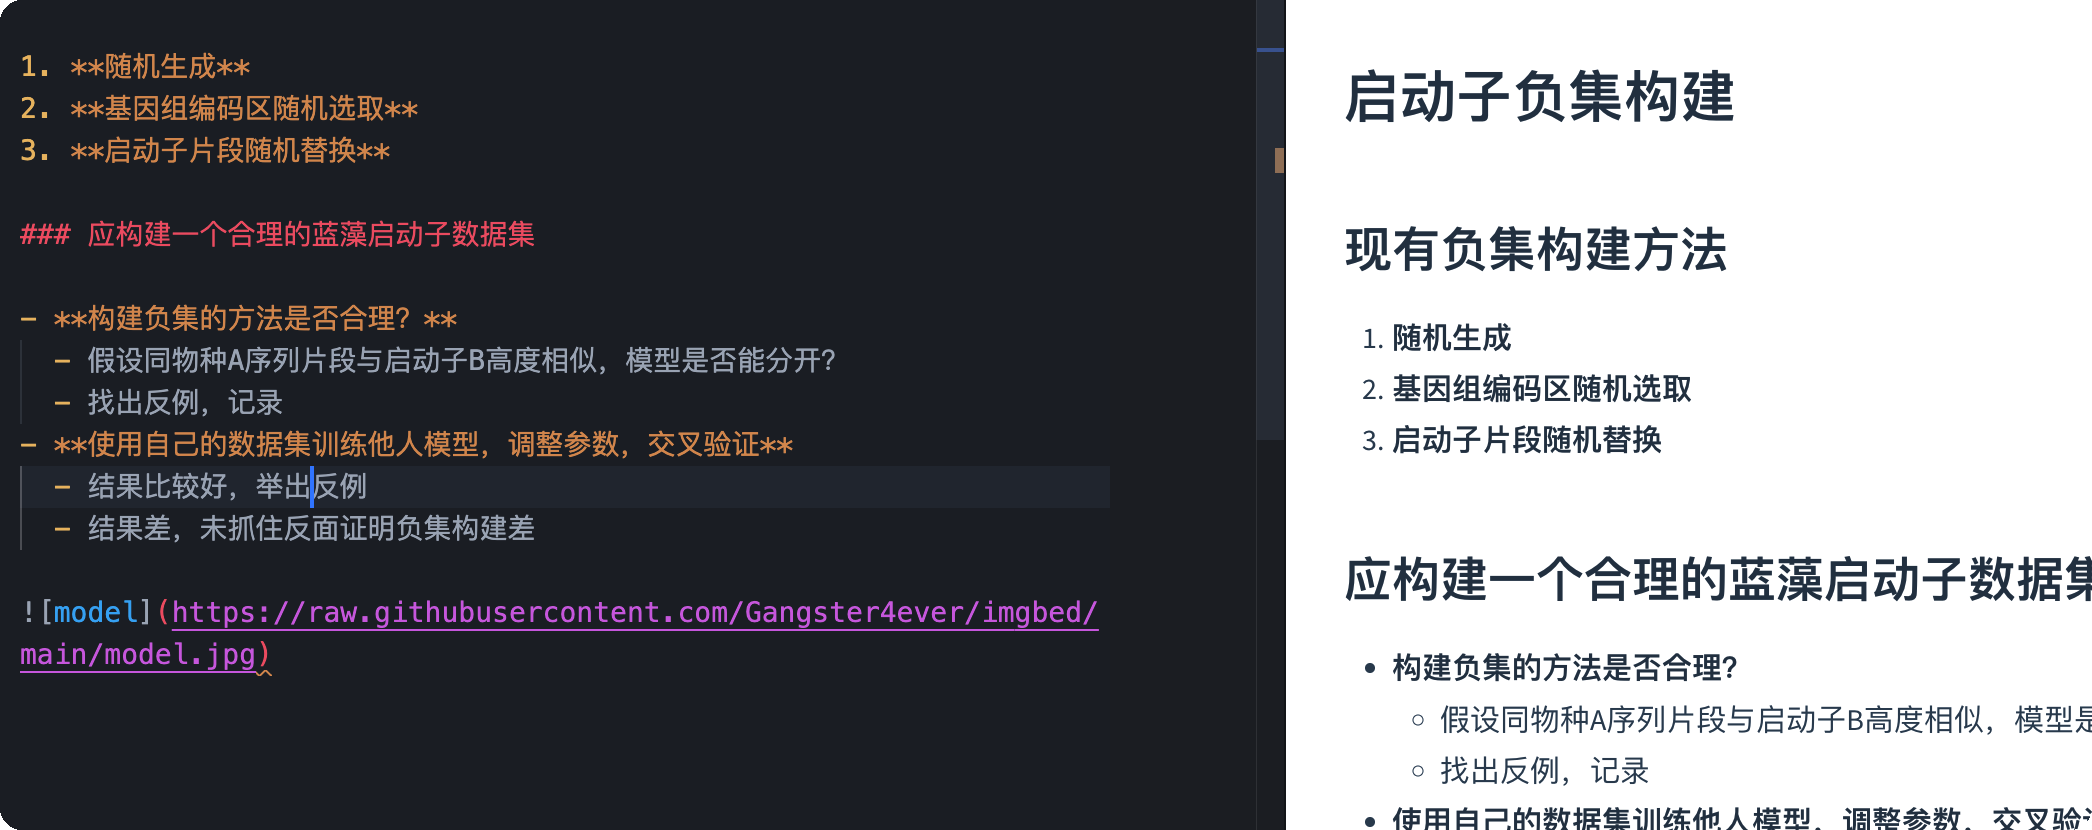 1. **随机生成**
2. **基因组编码区随机选取**
3. **启动子片段随机替换**
### 应构建一个合理的蓝藻启动子数据集
- **构建负集的方法是否合理？**
- 假设同物种A序列片段与启动子B高度相似，模型是否能分开？
- 找出反例，记录
- **使用自己的数据集训练他人模型，调整参数，交叉验证**
- 结果比较好，举出反例
- 结果差，未抓住反面证明负集构建差
![model](https://raw.githubusercontent.com/Gangster4ever/imgbed/
main/model.jpg)
启动子负集构建
现有负集构建方法
1. 随机生成
2. 基因组编码区随机选取
3. 启动子片段随机替换
应构建一个合理的蓝藻启动子数据集
• 构建负集的方法是否合理？
◦ 假设同物种A序列片段与启动子B高度相似，模型是
◦ 找出反例，记录
• 使用自己的数据集训练他人模型，调整参数，交叉验证